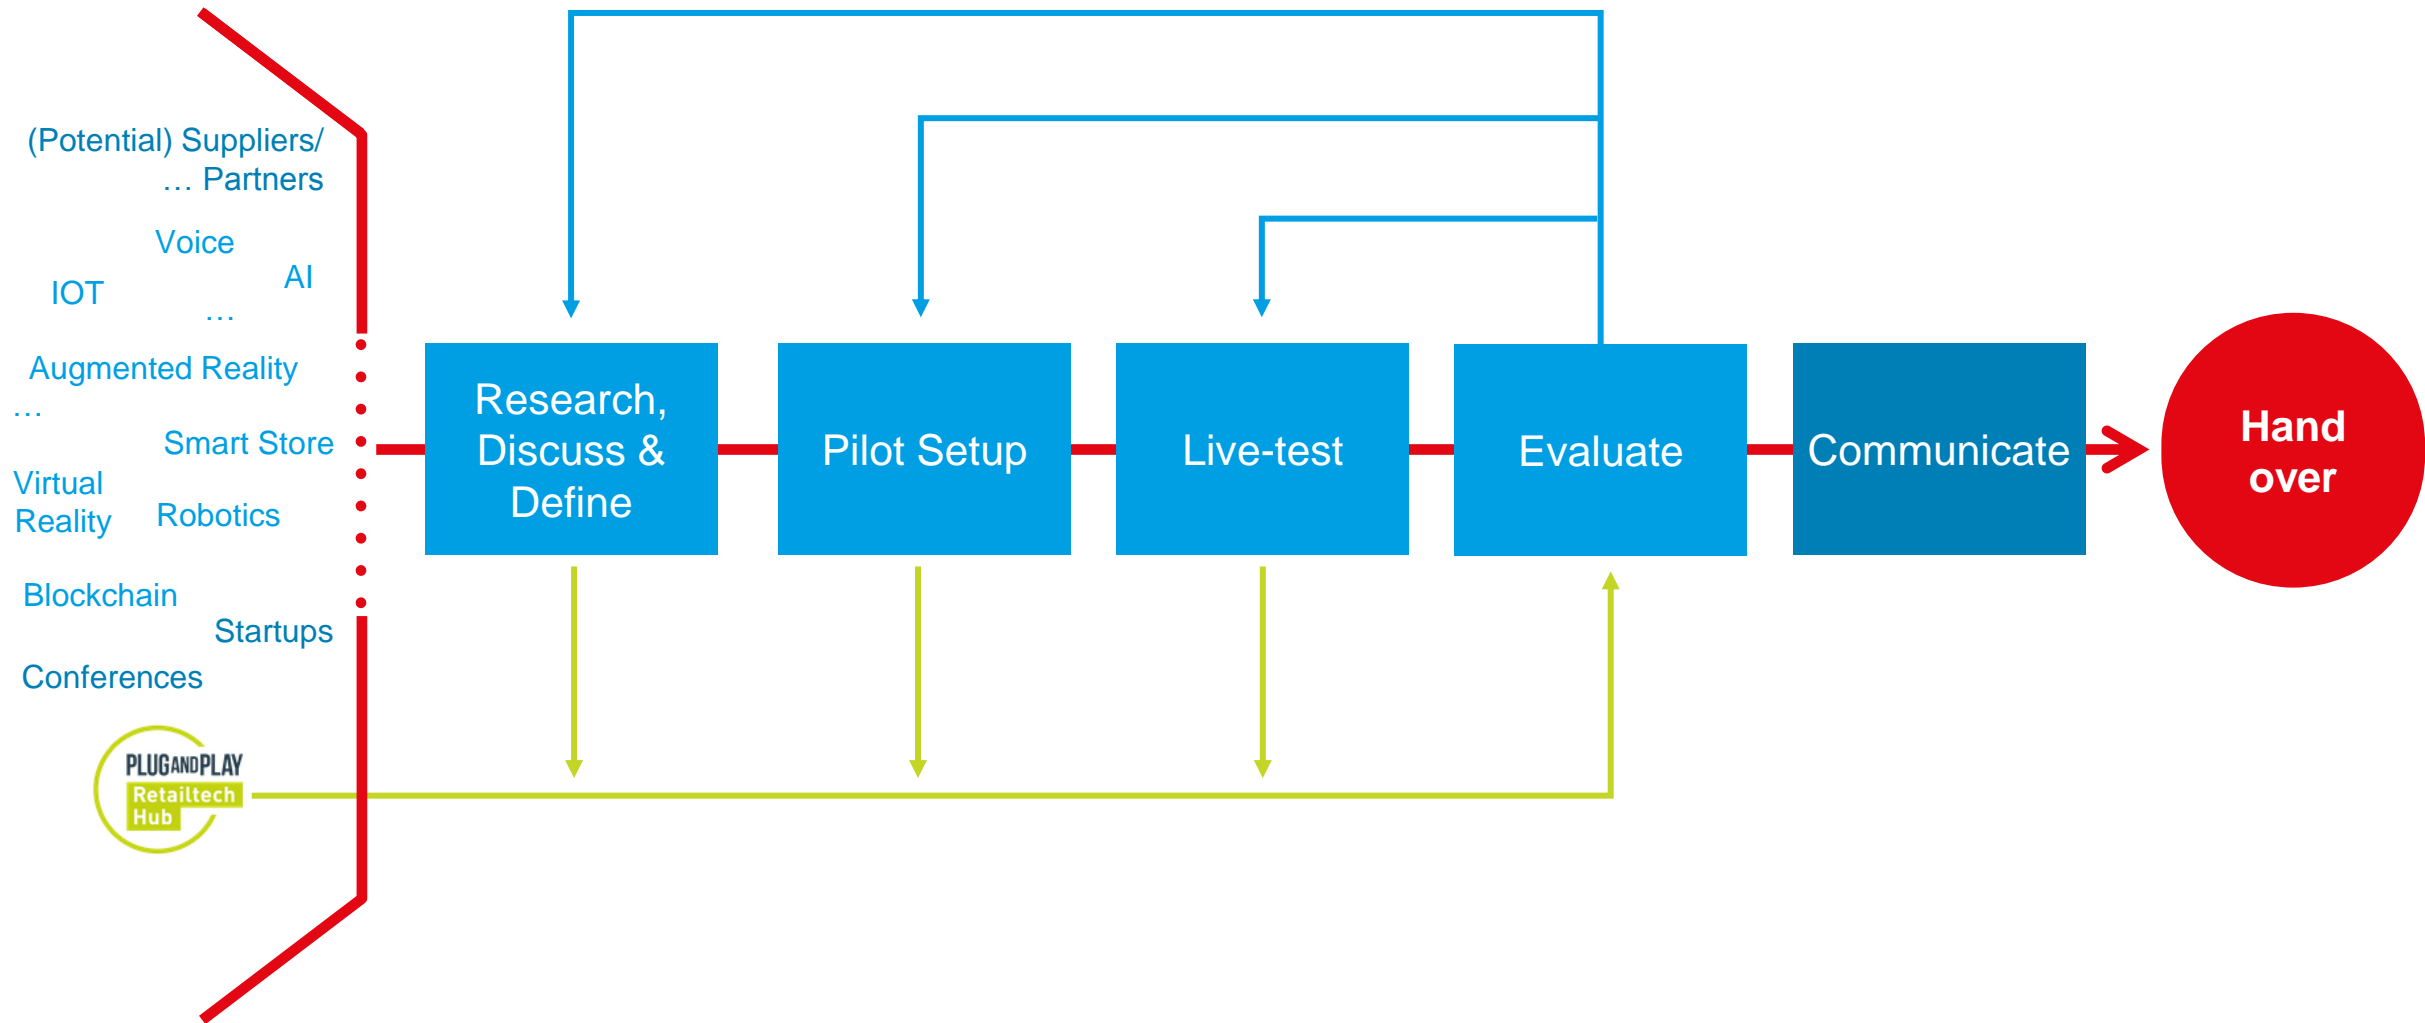 (Potential) Suppliers/
… Partners
Voice
AI
IOT
…
Augmented Reality
…
Smart Store
Virtual
Reality
Robotics
Blockchain
Startups
Conferences
PLUGANDPLAY
Retailtech
Hub
Research,
Discuss &
Define
Pilot Setup
Live-test
Evaluate
Communicate
Hand
over